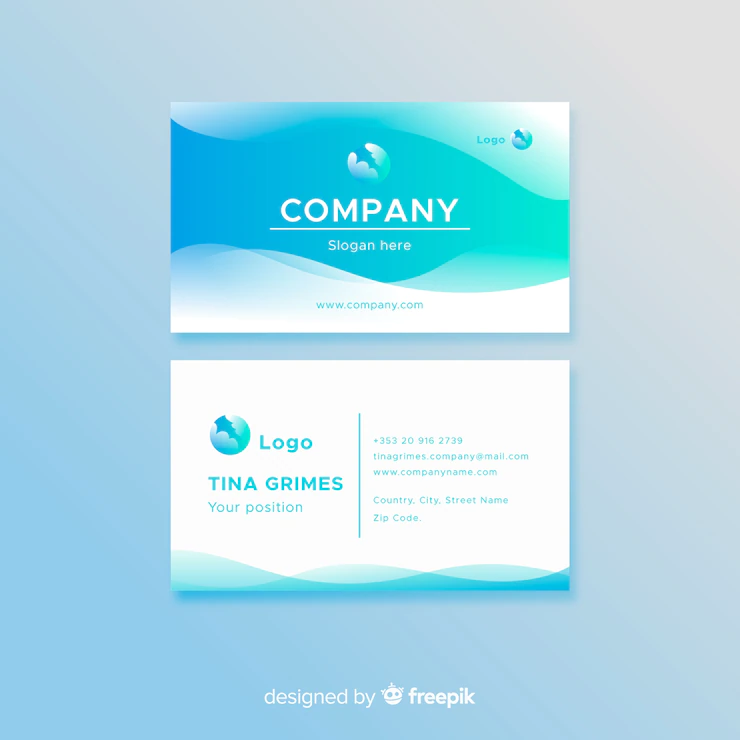 Logo
COMPANY
Slogan here
www.company.com
Logo
TINA GRIMES
Your position
+353 20 916 2739
tinagrimes.company@mail.com
www.companyname.com
Country, City, Street Name
Zip Code.
designed by freepik